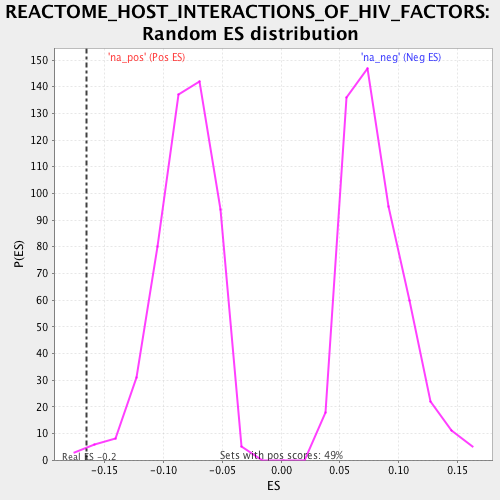 REACTOME_HOST_INTERACTIONS_OF_HIV_FACTORS:
Random ES distribution
'na_pos' (Pos ES)
'na_neg' (Neg ES)
150
140
130
120
110
100
90
80
70
60
50
40
30
20
10
0
P(ES)
Real ES -0.2
Sets with pos scores: 49%
-0.15
-0.10
-0.05
0.00
0.05
0.10
0.15
ES